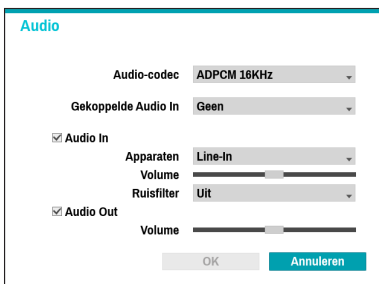 Audio
Audio-codec ADPCM 16KHz
Gekoppelde Audio In Geen
Audio In
Apparaten Line-In
Volume
Ruisfilter Uit
Audio Out
Volume
OK Annuleren